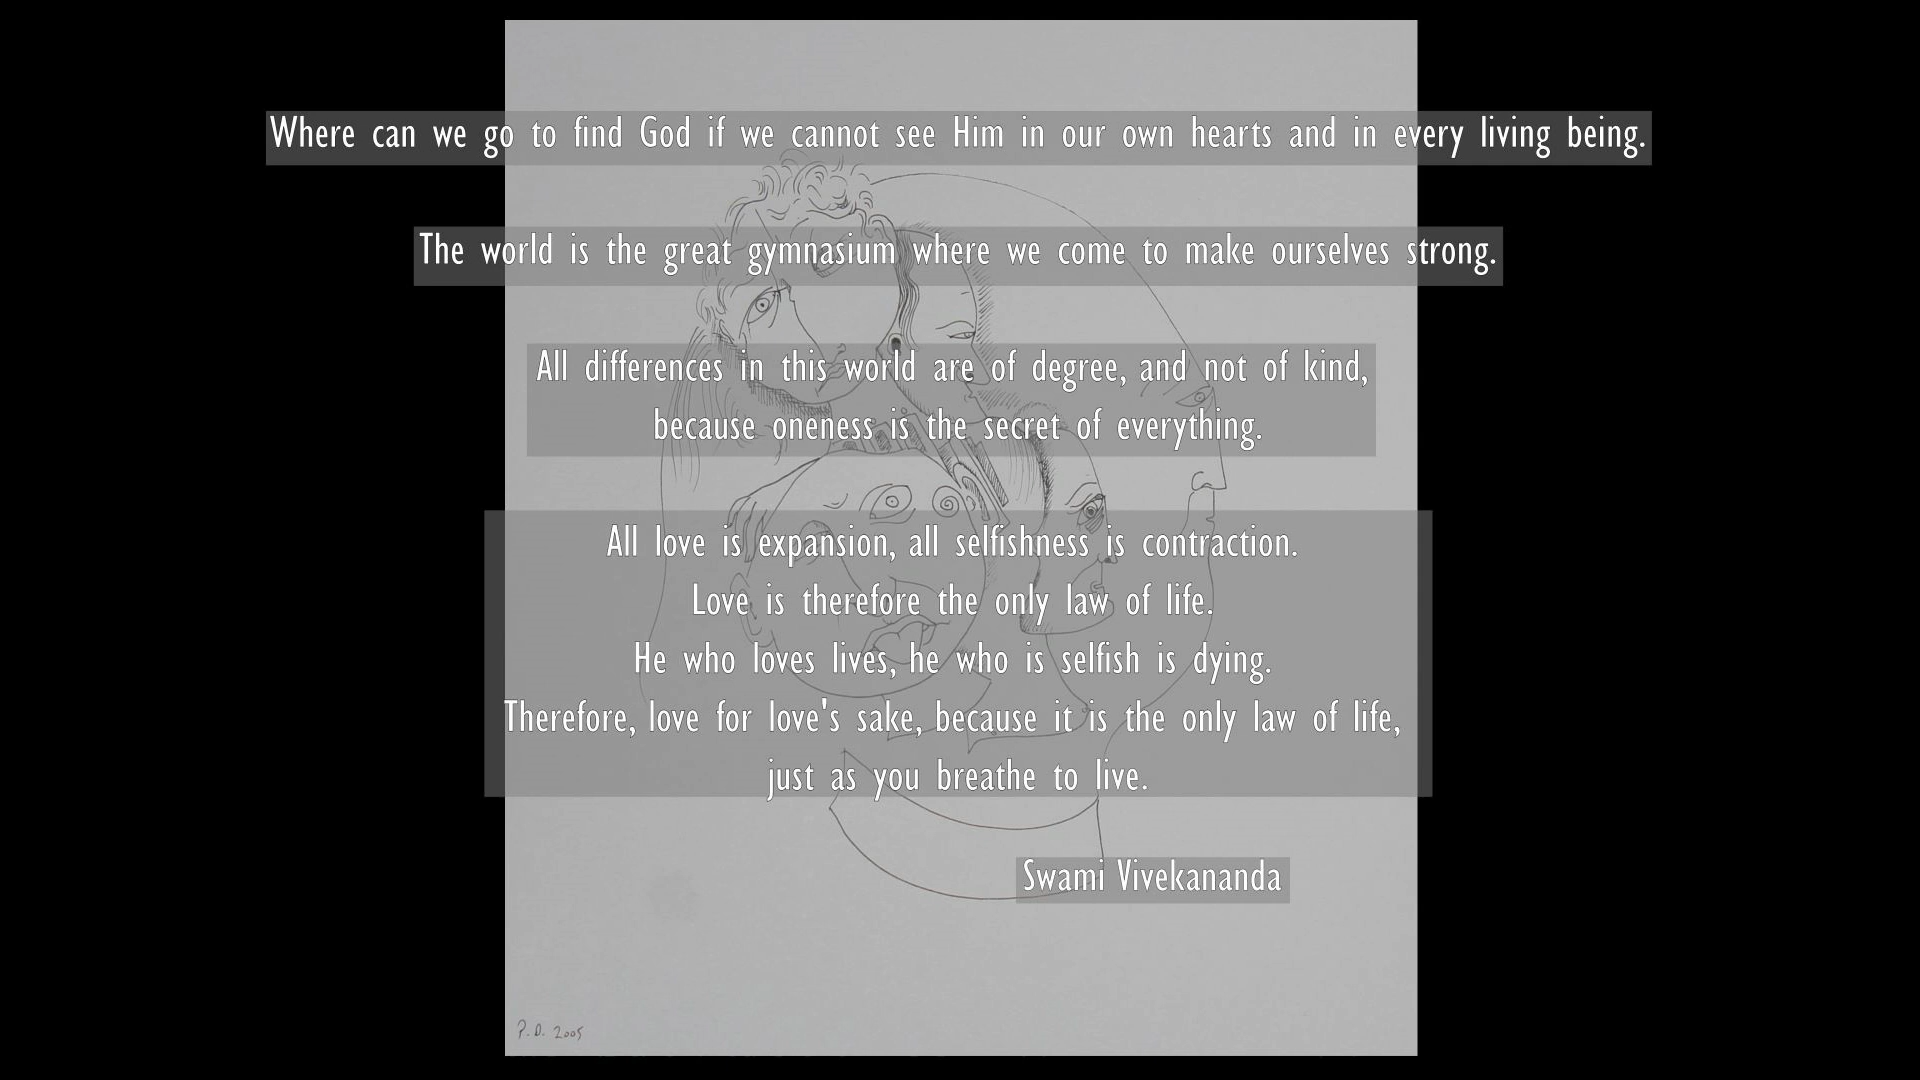 Where can we go to find God if we cannot see Him in our own hearts and in every living being.
The world is the great gymnasium where we come to make ourselves strong.
All differences in this world are of degree, and not of kind,
because oneness is the secret of everything.
All love is expansion, all selfishness is contraction.
Love is therefore the only law of life.
He who loves lives, he who is selfish is dying.
Therefore, love for love's sake, because it is the only law of life,
just as you breathe to live.
Swami Vivekananda
P. D. 2005